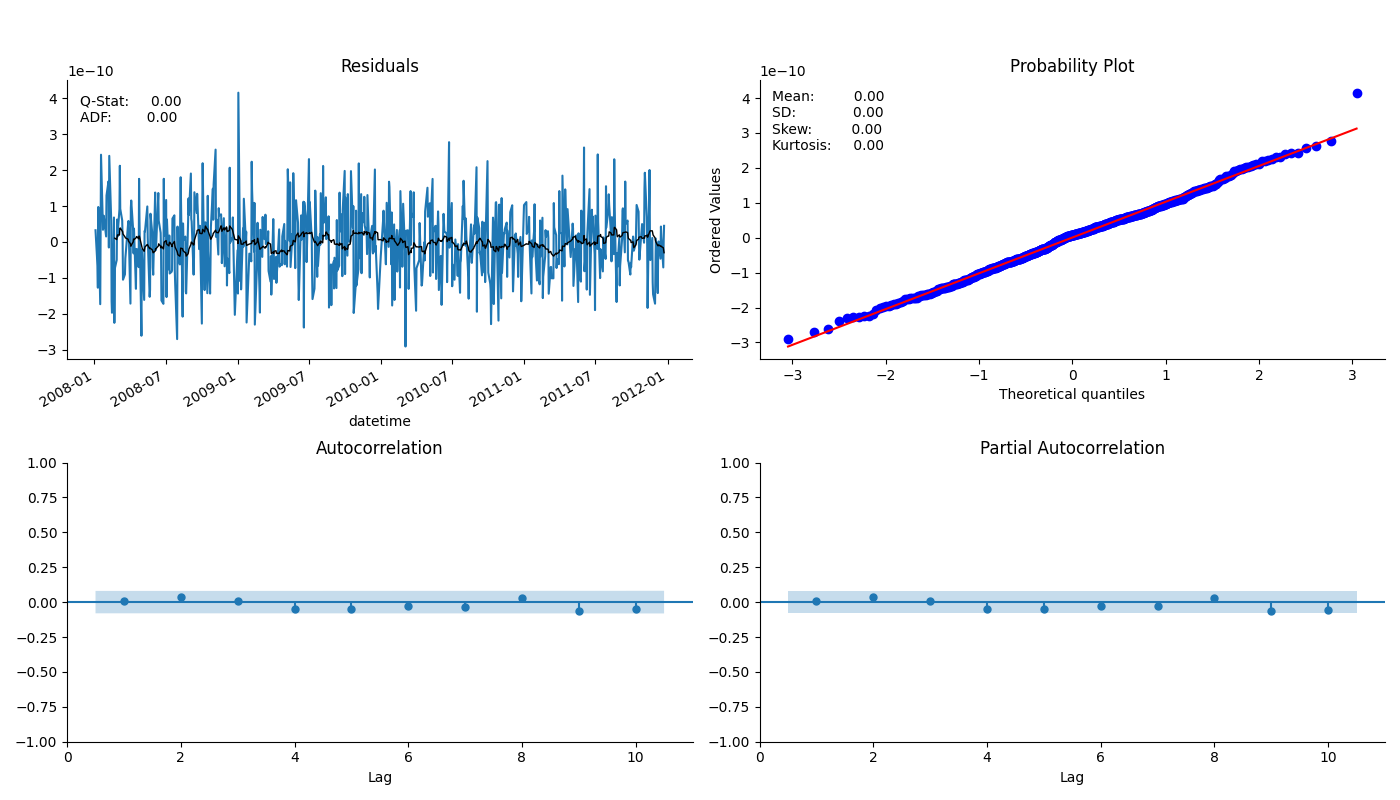 Residuals
1e−10
Q-Stat: 0.00
ADF: 0.00
4
3
2
1
0
−1
−2
−3
2008-01
2008-07
2009-01
2009-07
2010-01
2010-07
2011-01
2011-07
2012-01
datetime
Probability Plot
1e−10
Mean: 0.00
SD: 0.00
Skew: 0.00
Kurtosis: 0.00
Ordered Values
4
3
2
1
0
−1
−2
−3
−3 −2 −1 0 1 2 3
Theoretical quantiles
Autocorrelation
1.00
0.75
0.50
0.25
0.00
−0.25
−0.50
−0.75
−1.00
0 2 4 6 8 10
Lag
Partial Autocorrelation
1.00
0.75
0.50
0.25
0.00
−0.25
−0.50
−0.75
−1.00
0 2 4 6 8 10
Lag